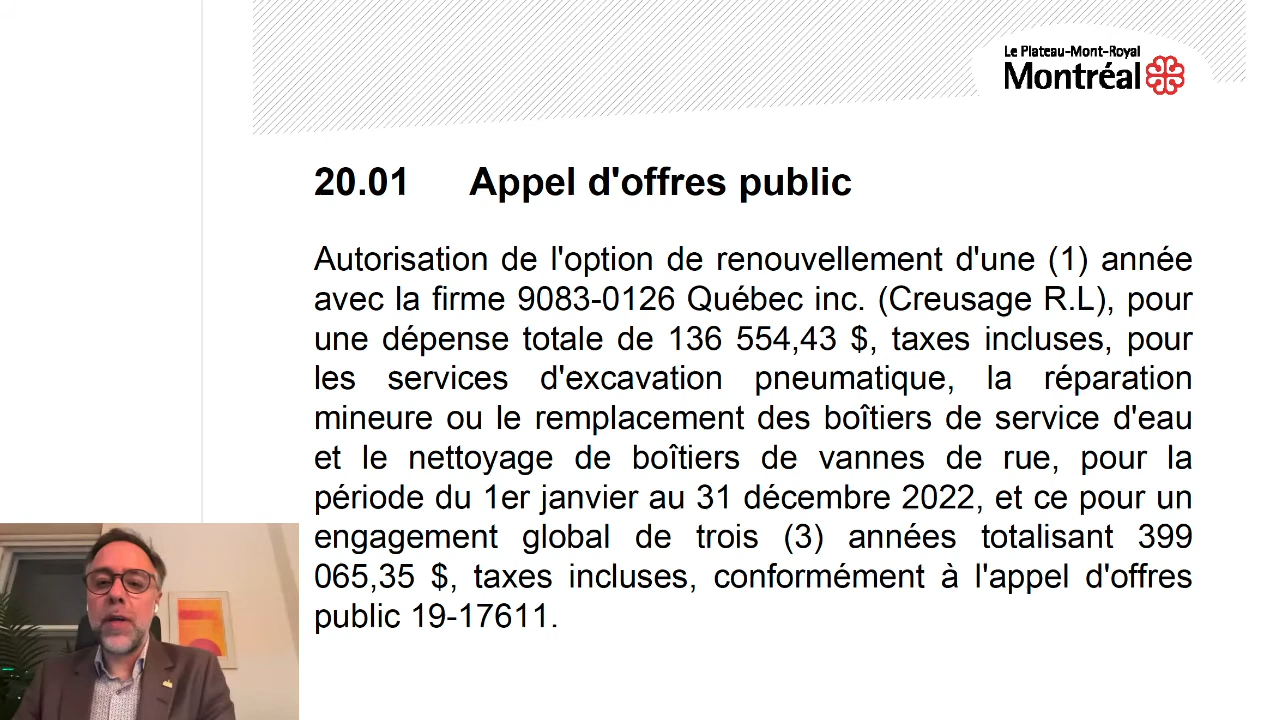 Le Plateau-Mont-Royal
Montréal
20.01 Appel d'offres public
Autorisation de l'option de renouvellement d'une (1) année
avec la firme 9083-0126 Québec inc. (Creusage R.L), pour
une dépense totale de 136 554,43 $, taxes incluses, pour
les services d'excavation pneumatique, la réparation
mineure ou le remplacement des boîtiers de service d'eau
et le nettoyage de boîtiers de vannes de rue, pour la
période du 1er janvier au 31 décembre 2022, et ce pour un
engagement global de trois (3) années totalisant 399
065,35 $, taxes incluses, conformément à l'appel d'offres
public 19-17611.